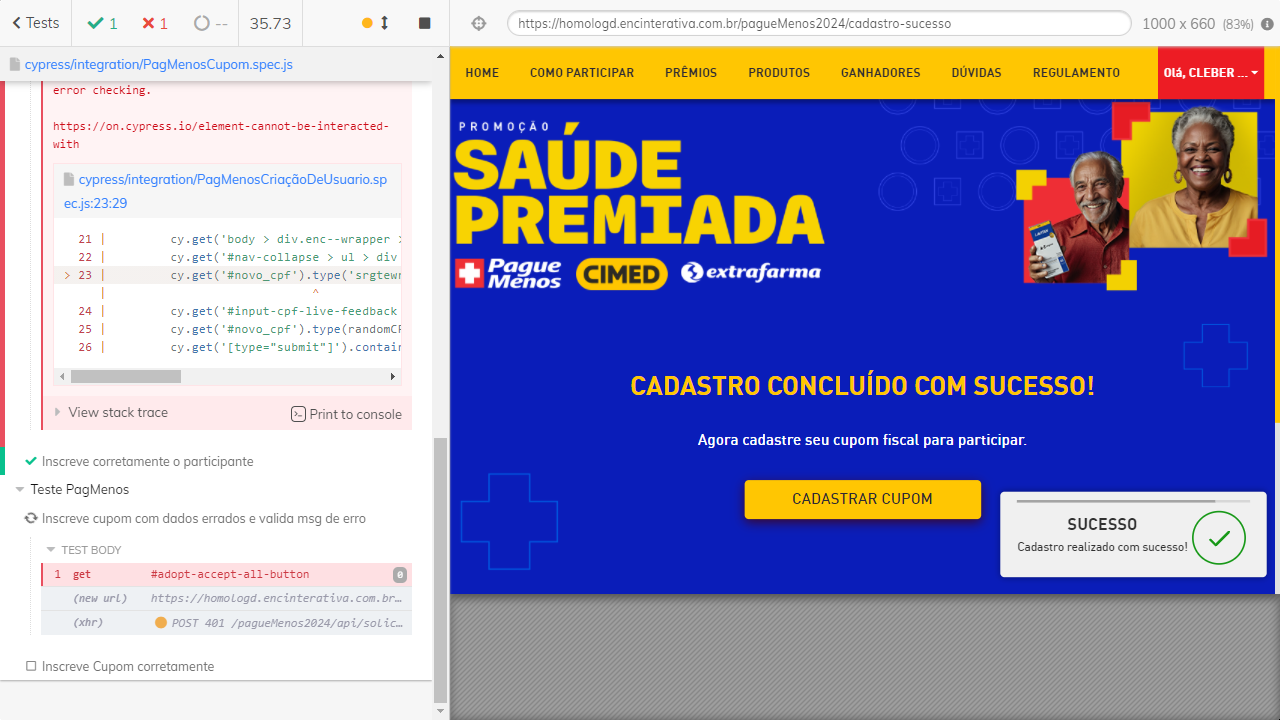 Tests
1
1
--
35.73
https://homologd.encinterativa.com.br/pagueMenos2024/cadastro-sucesso
1000 x 660 (83%)
cypress/integration/PagMenosCupom.spec.js
error checking.
https://on.cypress.io/element-cannot-be-interacted-
with
cypress/integration/PagMenosCriaçãoDeUsuario.sp
ec.js:23:29
21 | cy.get('body > div.enc--wrapper >
22 | cy.get('#nav-collapse > ul > div
> 23 | cy.get('#novo_cpf').type('srgtewr
| ^
24 | cy.get('#input-cpf-live-feedback
25 | cy.get('#novo_cpf').type(randomCP
26 | cy.get('[type="submit"]').contain
View stack trace
Print to console
Inscreve corretamente o participante
Teste PagMenos
Inscreve cupom com dados errados e valida msg de erro
TEST BODY
1 get #adopt-accept-all-button 0
(new url) https://homologd.encinterativa.com.br...
(xhr) POST 401 /pagueMenos2024/api/solic...
Inscreve Cupom corretamente
HOME
COMO PARTICIPAR
PRÊMIOS
PRODUTOS
GANHADORES
DÚVIDAS
REGULAMENTO
Olá, CLEBER ...
PROMOÇÃO
SAÚDE
PREMIADA
Pague
Menos
CIMED
extrafarma
CADASTRO CONCLUÍDO COM SUCESSO!
Agora cadastre seu cupom fiscal para participar.
CADASTRAR CUPOM
SUCESSO
Cadastro realizado com sucesso!